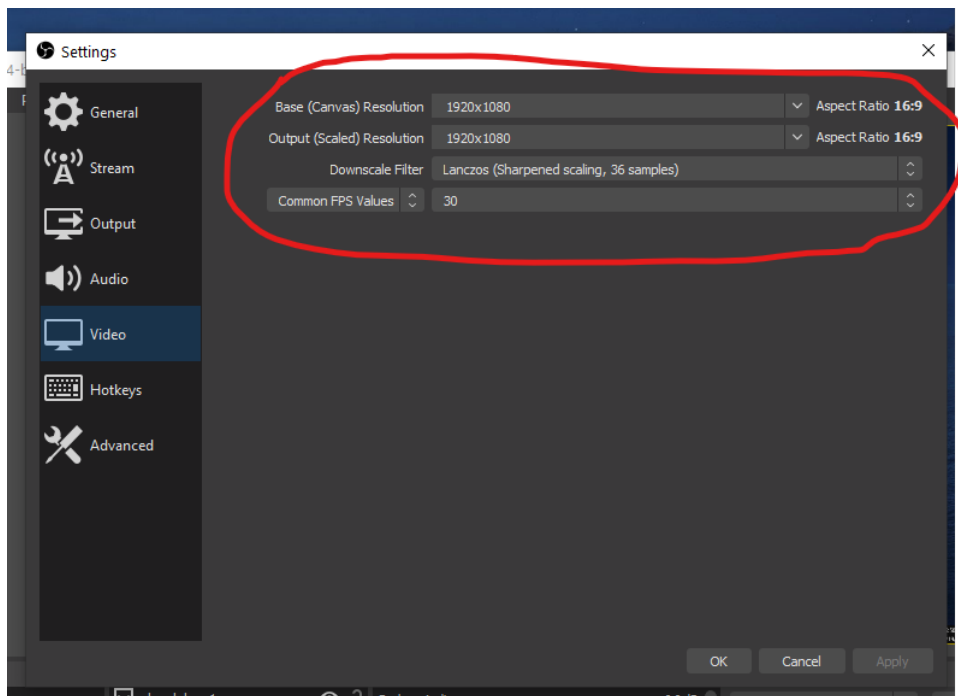 Settings
General
Stream
Output
Audio
Video
Hotkeys
Advanced
Base (Canvas) Resolution 1920x1080 Aspect Ratio 16:9
Output (Scaled) Resolution 1920x1080 Aspect Ratio 16:9
Downscale Filter Lanczos (Sharpened scaling, 36 samples)
Common FPS Values 30
OK Cancel Apply